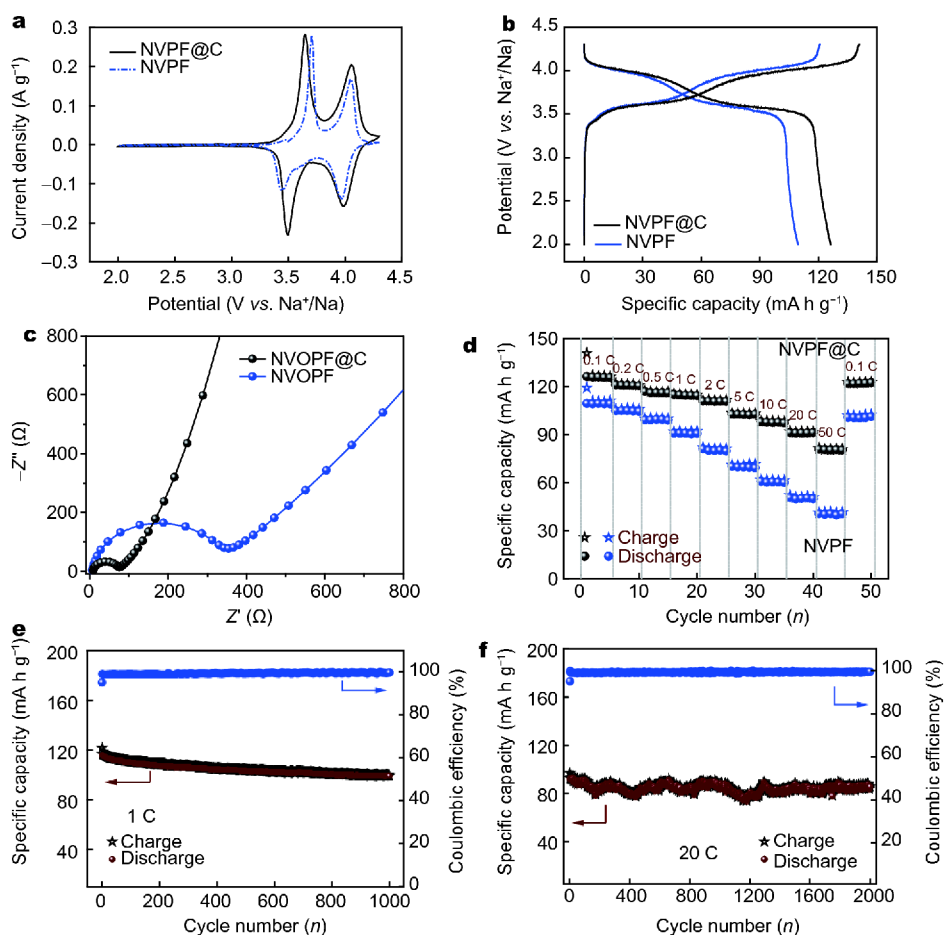 a
NVPF@C
NVPF
Current density (A g⁻¹)
0.3
0.2
0.1
0.0
−0.1
−0.2
−0.3
2.0 2.5 3.0 3.5 4.0 4.5
Potential (V vs. Na⁺/Na)
b
Potential (V vs. Na⁺/Na)
4.5
4.0
3.5
3.0
2.5
2.0
NVPF@C
NVPF
0 30 60 90 120 150
Specific capacity (mA h g⁻¹)
c
NVOPF@C
NVOPF
−Z″ (Ω)
800
600
400
200
0
0 200 400 600 800
Z′ (Ω)
d
Specific capacity (mA h g⁻¹)
150
120
90
60
30
0
NVPF@C
0.1 C
0.2 C
0.5 C
1 C
2 C
5 C
10 C
20 C
50 C
0.1 C
Charge
Discharge
NVPF
0 10 20 30 40 50
Cycle number (n)
e
Specific capacity (mA h g⁻¹)
200
160
120
80
40
1 C
Charge
Discharge
100
80
60
40
20
0
Coulombic efficiency (%)
0 200 400 600 800 1000
Cycle number (n)
f
Specific capacity (mA h g⁻¹)
200
160
120
80
40
20 C
Charge
Discharge
100
80
60
40
20
0
Coulombic efficiency (%)
0 400 800 1200 1600 2000
Cycle number (n)